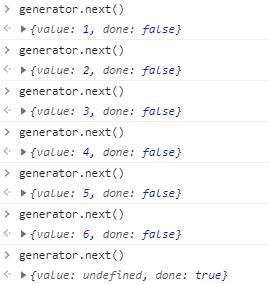 generator.next()
{value: 1, done: false}
generator.next()
{value: 2, done: false}
generator.next()
{value: 3, done: false}
generator.next()
{value: 4, done: false}
generator.next()
{value: 5, done: false}
generator.next()
{value: 6, done: false}
generator.next()
{value: undefined, done: true}